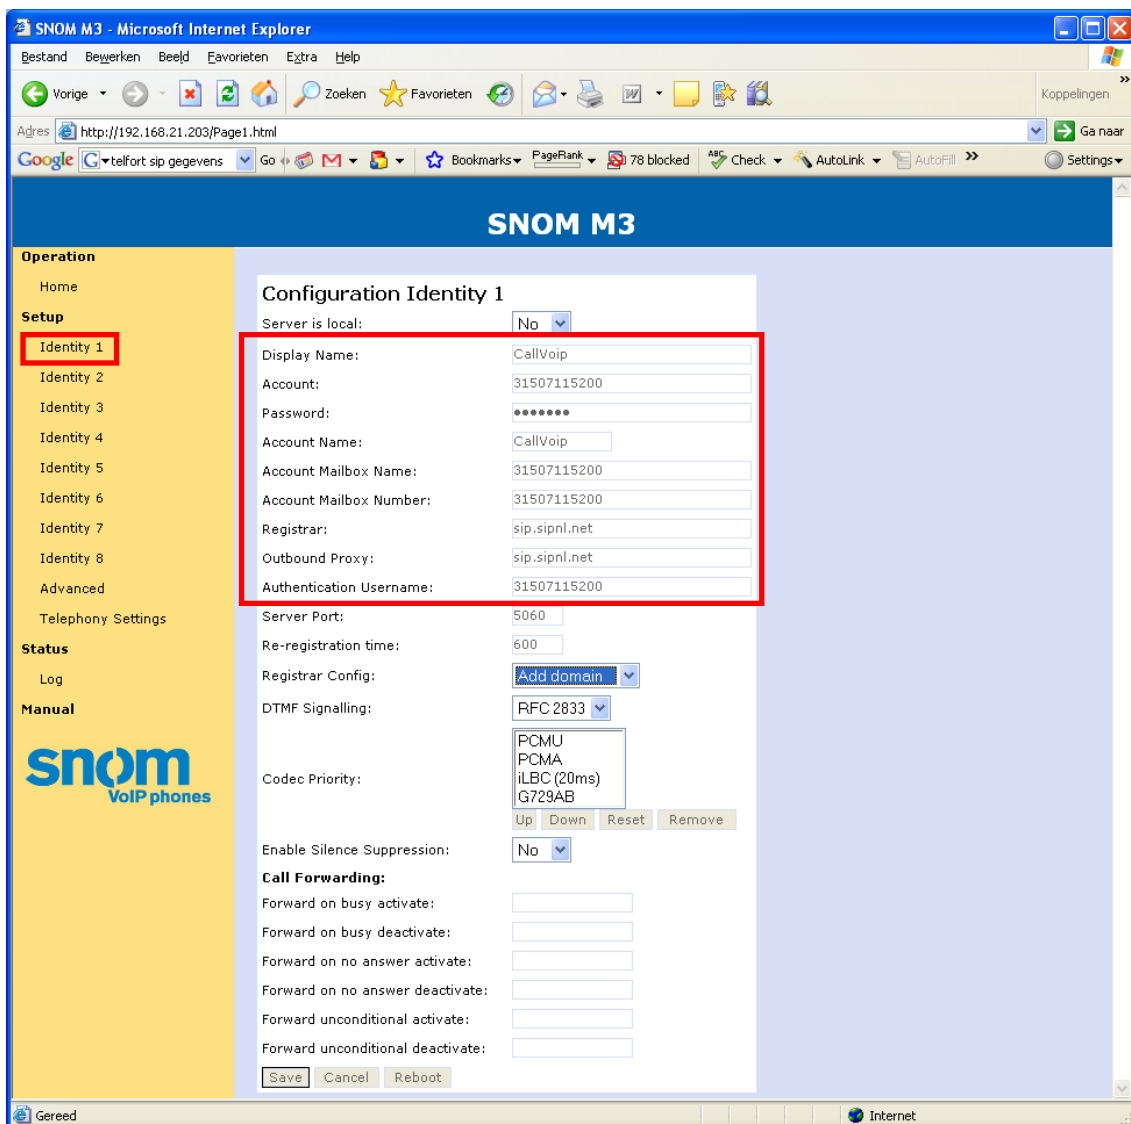 SNOM M3 - Microsoft Internet Explorer
Bestand Bewerken Beeld Favorieten Extra Help
Vorige Zoeken Favorieten Koppelingen
Adres http://192.168.21.203/Page1.html Ga naar
Google telfort sip gegevens Go Bookmarks PageRank 78 blocked Check AutoLink AutoFill Settings
SNOM M3
Operation
Home
Setup
Identity 1
Identity 2
Identity 3
Identity 4
Identity 5
Identity 6
Identity 7
Identity 8
Advanced
Telephony Settings
Status
Log
Manual
snom
VoIP phones
Configuration Identity 1
Server is local: No
Display Name: CallVoip
Account: 31507115200
Password: •••••••
Account Name: CallVoip
Account Mailbox Name: 31507115200
Account Mailbox Number: 31507115200
Registrar: sip.sipnl.net
Outbound Proxy: sip.sipnl.net
Authentication Username: 31507115200
Server Port: 5060
Re-registration time: 600
Registrar Config: Add domain
DTMF Signalling: RFC 2833
Codec Priority:
PCMU
PCMA
iLBC (20ms)
G729AB
Up Down Reset Remove
Enable Silence Suppression: No
Call Forwarding:
Forward on busy activate:
Forward on busy deactivate:
Forward on no answer activate:
Forward on no answer deactivate:
Forward unconditional activate:
Forward unconditional deactivate:
Save Cancel Reboot
Gereed Internet